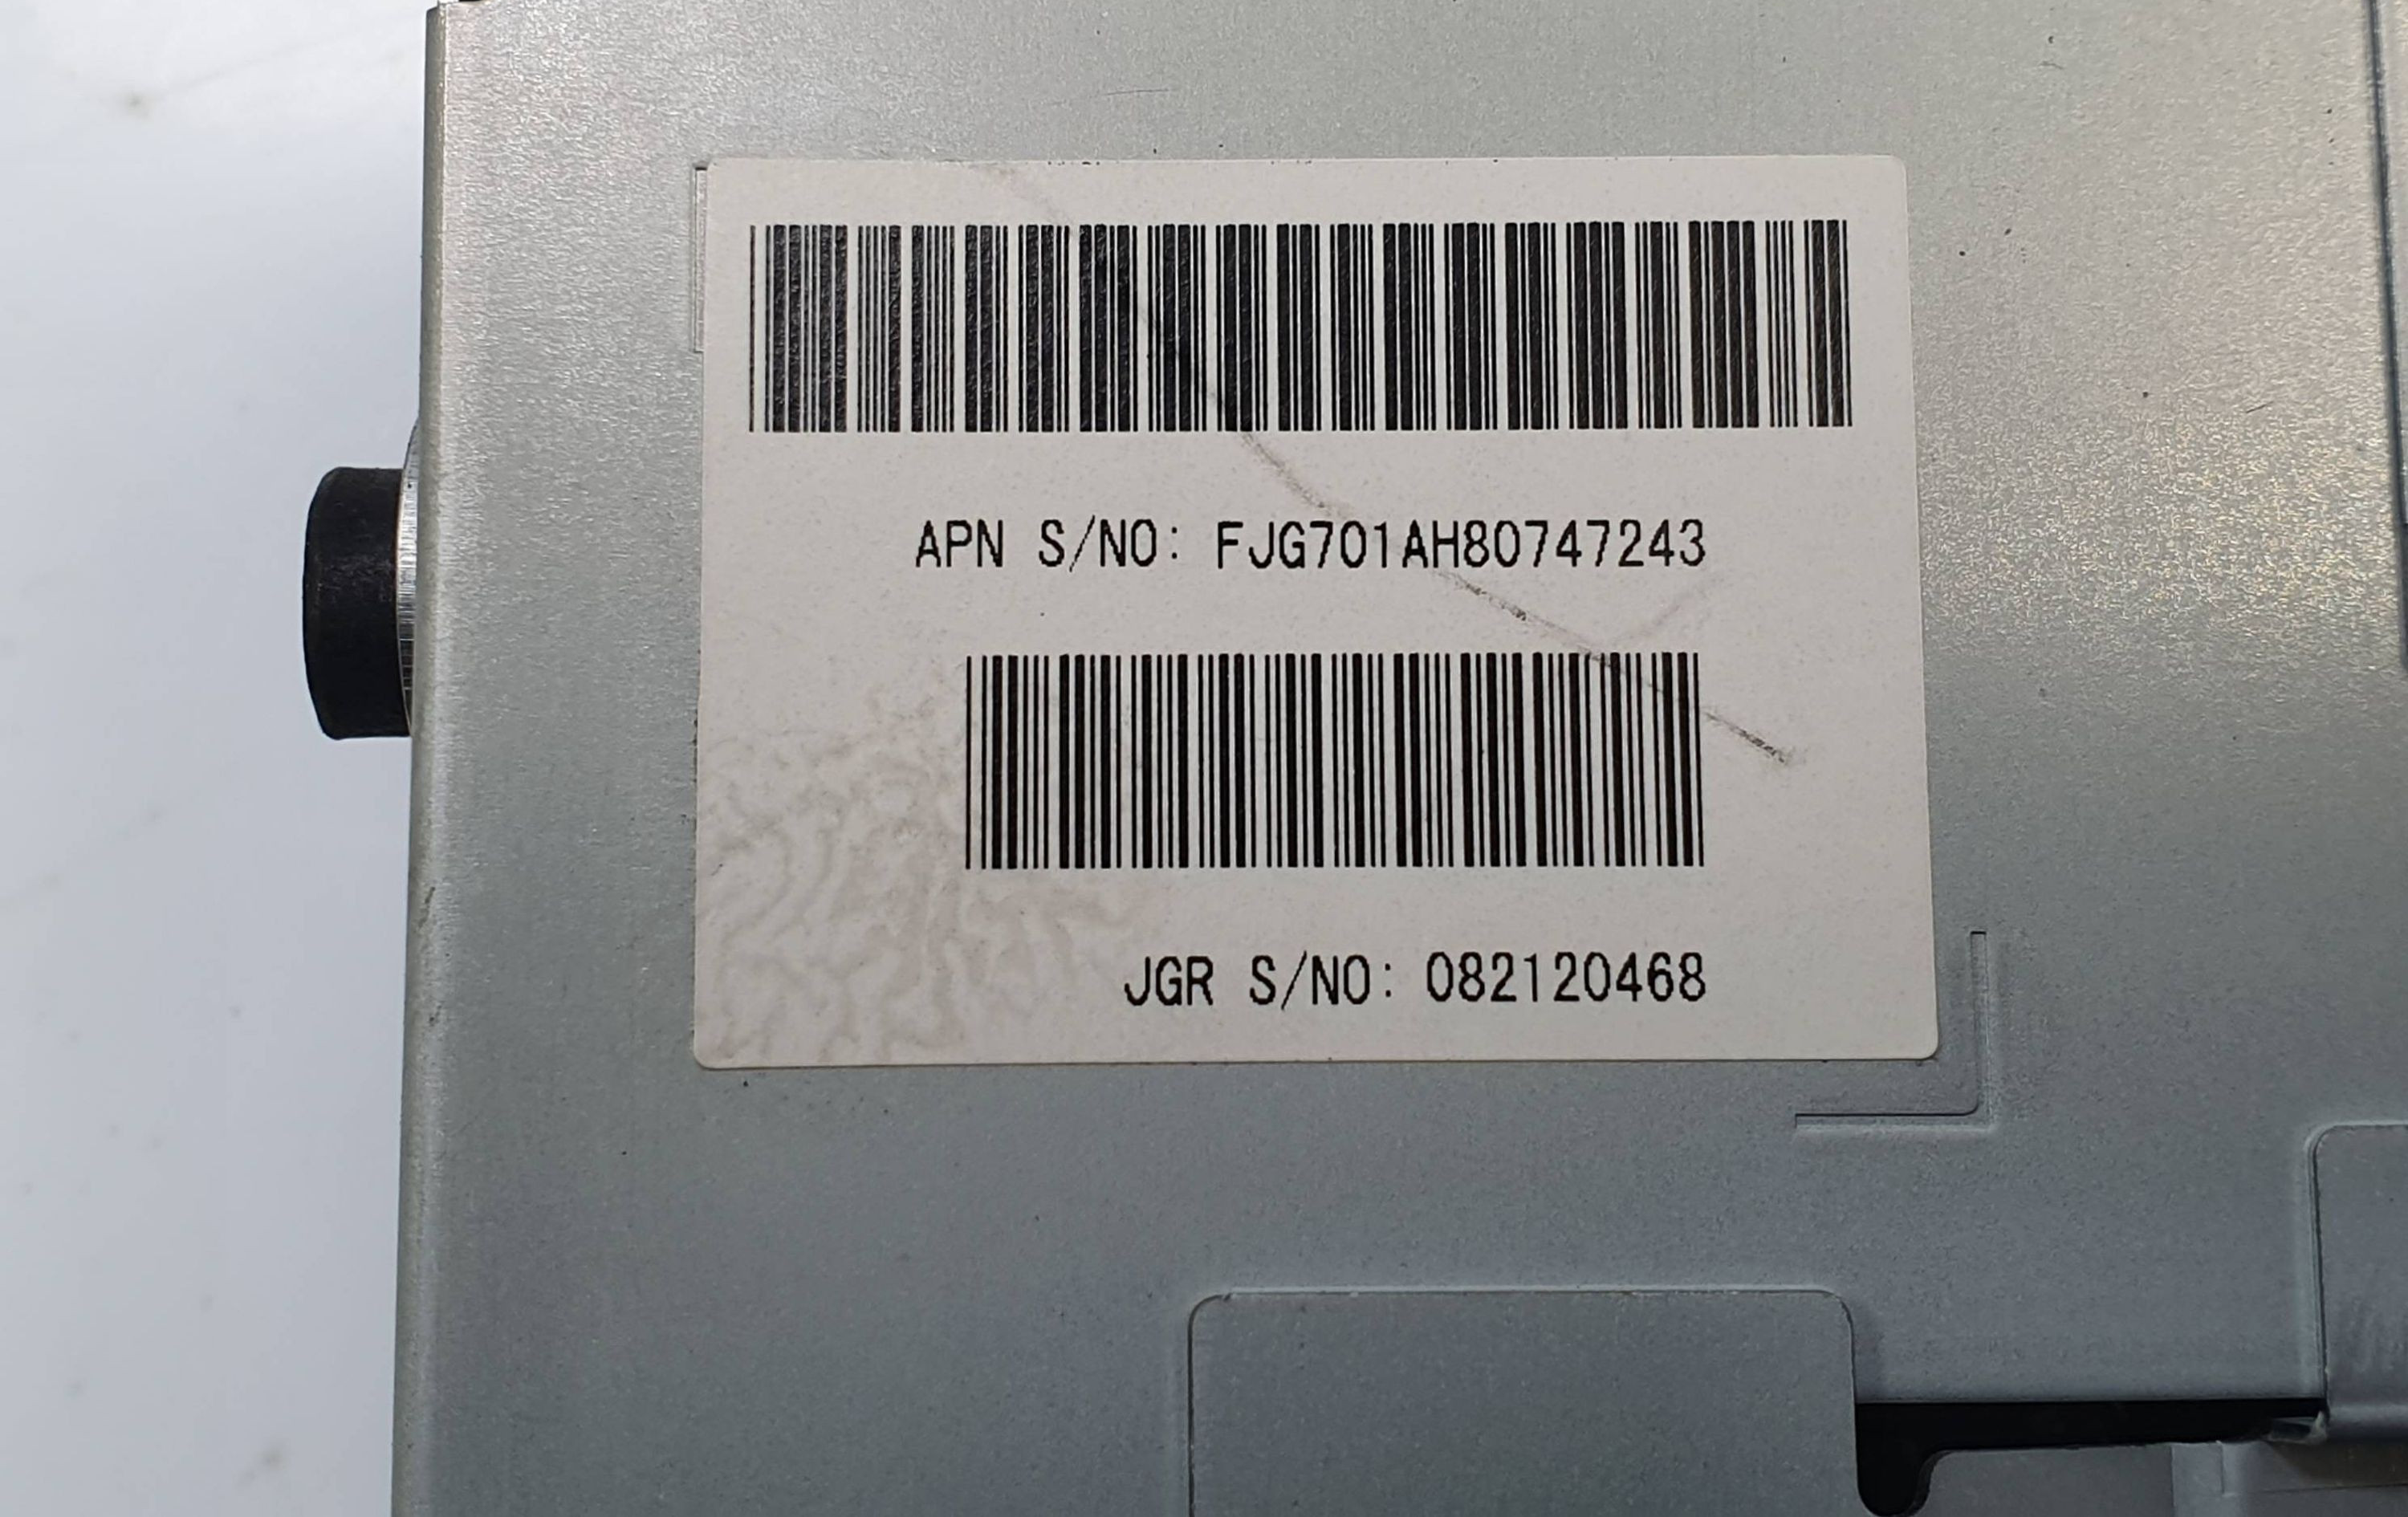 APN S/NO: FJG701AH80747243
JGR S/NO: 082120468